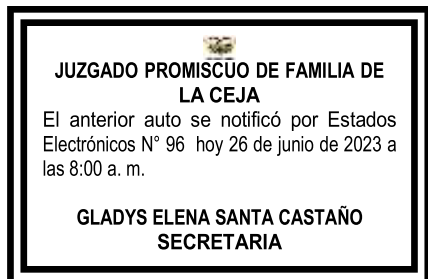 JUZGADO PROMISCUO DE FAMILIA DE
LA CEJA
El anterior auto se notificó por Estados
Electrónicos N° 96 hoy 26 de junio de 2023 a
las 8:00 a. m.
GLADYS ELENA SANTA CASTAÑO
SECRETARIA